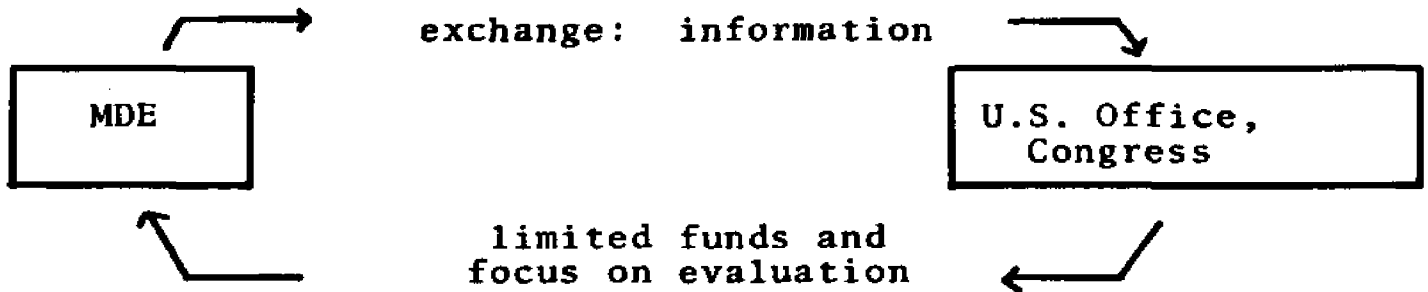 exchange: information
MDE
U.S. Office,
Congress
limited funds and
focus on evaluation